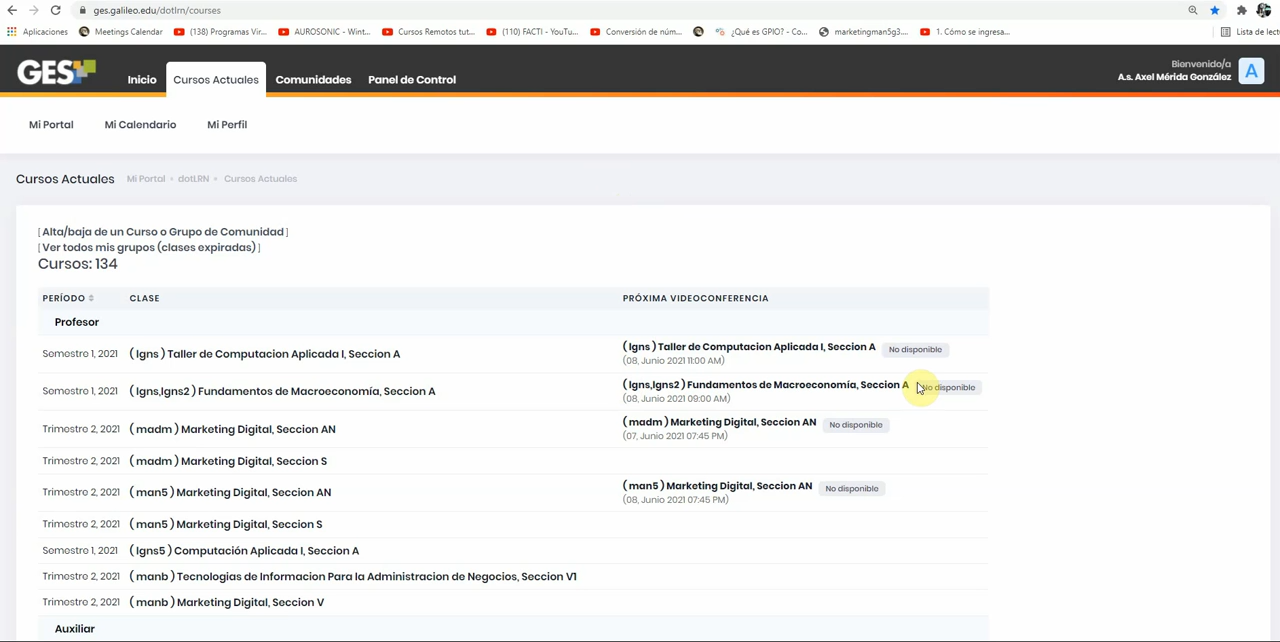 ges.galileo.edu/dotlrn/courses
Aplicaciones Meetings Calendar (138) Programas Vir... AUROSONIC - Wint... Cursos Remotos tut... (110) FACTI - YouTu... Conversión de núm... ¿Qué es GPIO? - Co... marketingman5g3.... 1. Cómo se ingresa... Lista de lect
GES Inicio Cursos Actuales Comunidades Panel de Control
Bienvenido/a
A.s. Axel Mérida González A
Mi Portal Mi Calendario Mi Perfil
Cursos Actuales Mi Portal • dotLRN • Cursos Actuales
[ Alta/baja de un Curso o Grupo de Comunidad ]
[ Ver todos mis grupos (clases expiradas) ]
Cursos: 134
PERÍODO CLASE PRÓXIMA VIDEOCONFERENCIA
Profesor
Semestre 1, 2021 ( lgns ) Taller de Computacion Aplicada I, Seccion A ( lgns ) Taller de Computacion Aplicada I, Seccion A No disponible
(08, Junio 2021 11:00 AM)
Semestre 1, 2021 ( lgns,lgns2 ) Fundamentos de Macroeconomía, Seccion A ( lgns,lgns2 ) Fundamentos de Macroeconomía, Seccion A No disponible
(08, Junio 2021 09:00 AM)
Trimestre 2, 2021 ( madm ) Marketing Digital, Seccion AN ( madm ) Marketing Digital, Seccion AN No disponible
(07, Junio 2021 07:45 PM)
Trimestre 2, 2021 ( madm ) Marketing Digital, Seccion S
Trimestre 2, 2021 ( man5 ) Marketing Digital, Seccion AN ( man5 ) Marketing Digital, Seccion AN No disponible
(08, Junio 2021 07:45 PM)
Trimestre 2, 2021 ( man5 ) Marketing Digital, Seccion S
Semestre 1, 2021 ( lgns5 ) Computación Aplicada I, Seccion A
Trimestre 2, 2021 ( manb ) Tecnologias de Informacion Para la Administracion de Negocios, Seccion V1
Trimestre 2, 2021 ( manb ) Marketing Digital, Seccion V
Auxiliar